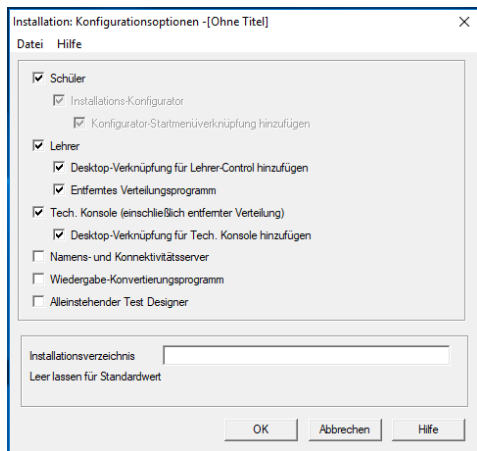 Installation: Konfigurationsoptionen -[Ohne Titel]
Datei Hilfe
Schüler
Installations-Konfigurator
Konfigurator-Startmenüverknüpfung hinzufügen
Lehrer
Desktop-Verknüpfung für Lehrer-Control hinzufügen
Entferntes Verteilungsprogramm
Tech. Konsole (einschließlich entfernter Verteilung)
Desktop-Verknüpfung für Tech. Konsole hinzufügen
Namens- und Konnektivitätsserver
Wiedergabe-Konvertierungsprogramm
Alleinstehender Test Designer
Installationsverzeichnis
Leer lassen für Standardwert
OK Abbrechen Hilfe